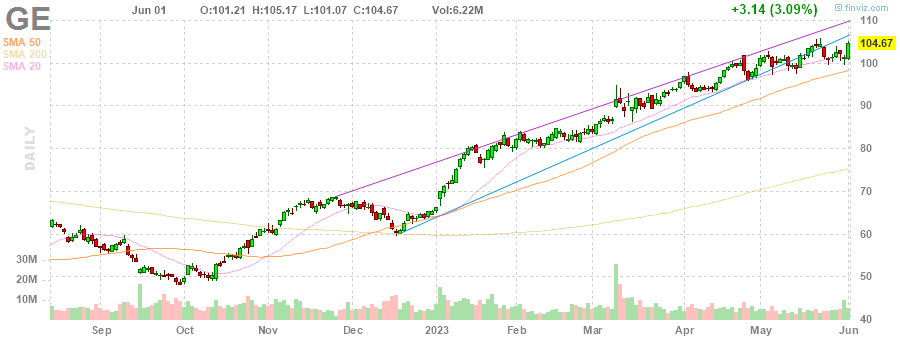 GE
Jun 01 O:101.21 H:105.17 L:101.07 C:104.67 Vol:6.22M
+3.14 (3.09%)
© finviz.com
SMA 50
SMA 200
SMA 20
DAILY
110
104.67
100
90
80
70
60
50
40
30M
20M
10M
Sep Oct Nov Dec 2023 Feb Mar Apr May Jun